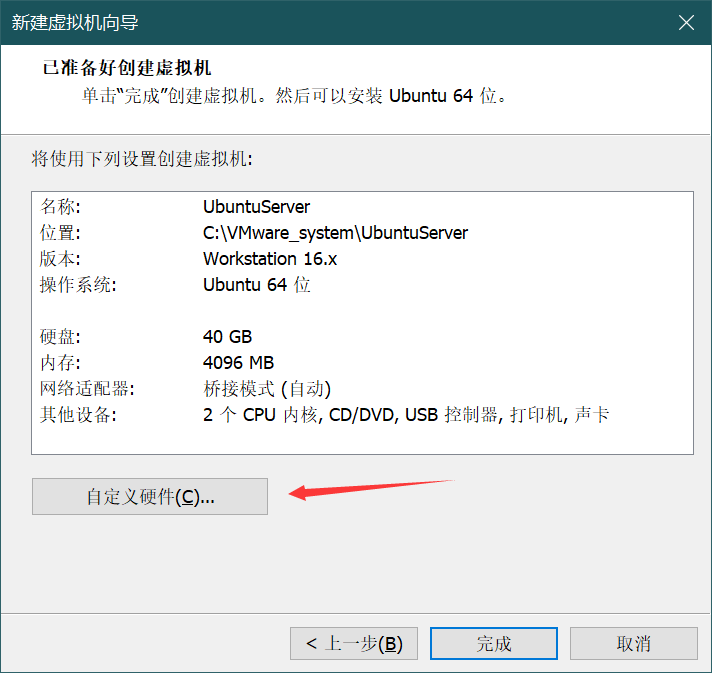 新建虚拟机向导
已准备好创建虚拟机
单击“完成”创建虚拟机。然后可以安装 Ubuntu 64 位。
将使用下列设置创建虚拟机:
名称: UbuntuServer
位置: C:\VMware_system\UbuntuServer
版本: Workstation 16.x
操作系统: Ubuntu 64 位
硬盘: 40 GB
内存: 4096 MB
网络适配器: 桥接模式 (自动)
其他设备: 2 个 CPU 内核, CD/DVD, USB 控制器, 打印机, 声卡
自定义硬件(C)...
< 上一步(B) 完成 取消